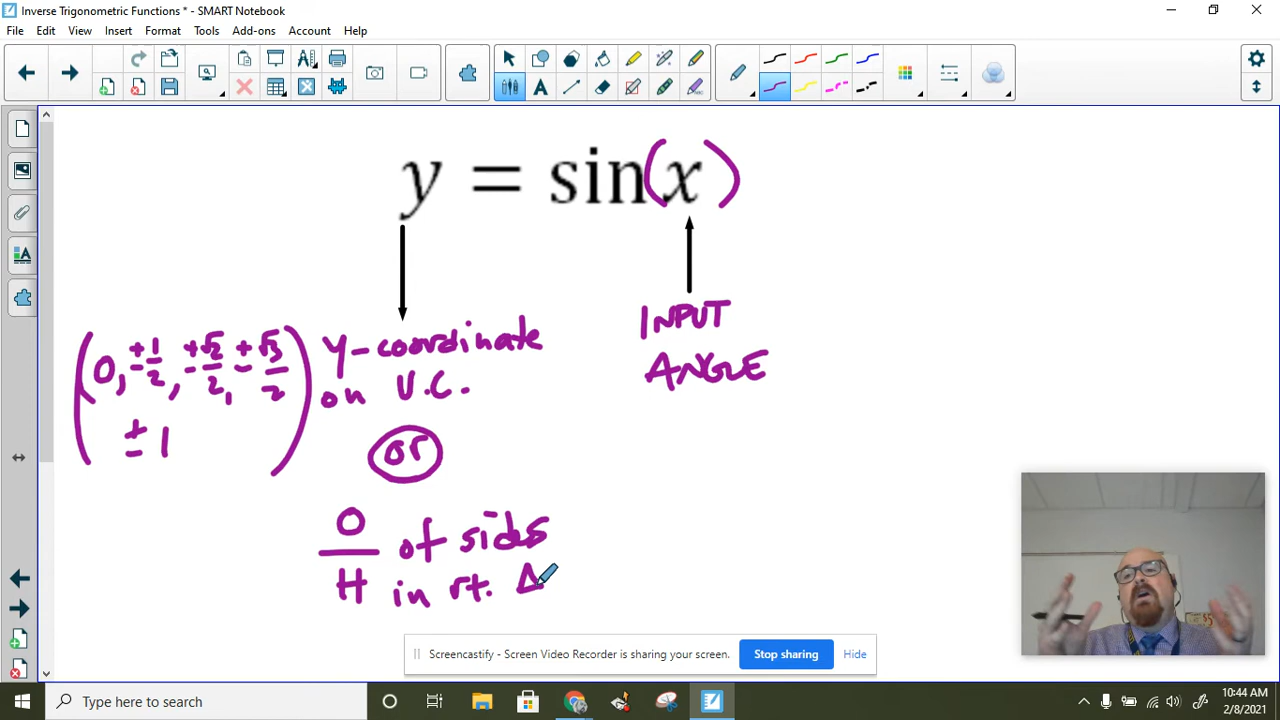 Inverse Trigonometric Functions * - SMART Notebook
File Edit View Insert Format Tools Add-ons Account Help
y = sin(x)
INPUT
ANGLE
(0, ±1/2, ±√2/2, ±√3/2
±1)
y-coordinate
on U.C.
or
O/H of sides
in rt. Δ
Screencastify - Screen Video Recorder is sharing your screen. Stop sharing Hide
Type here to search
10:44 AM
2/8/2021